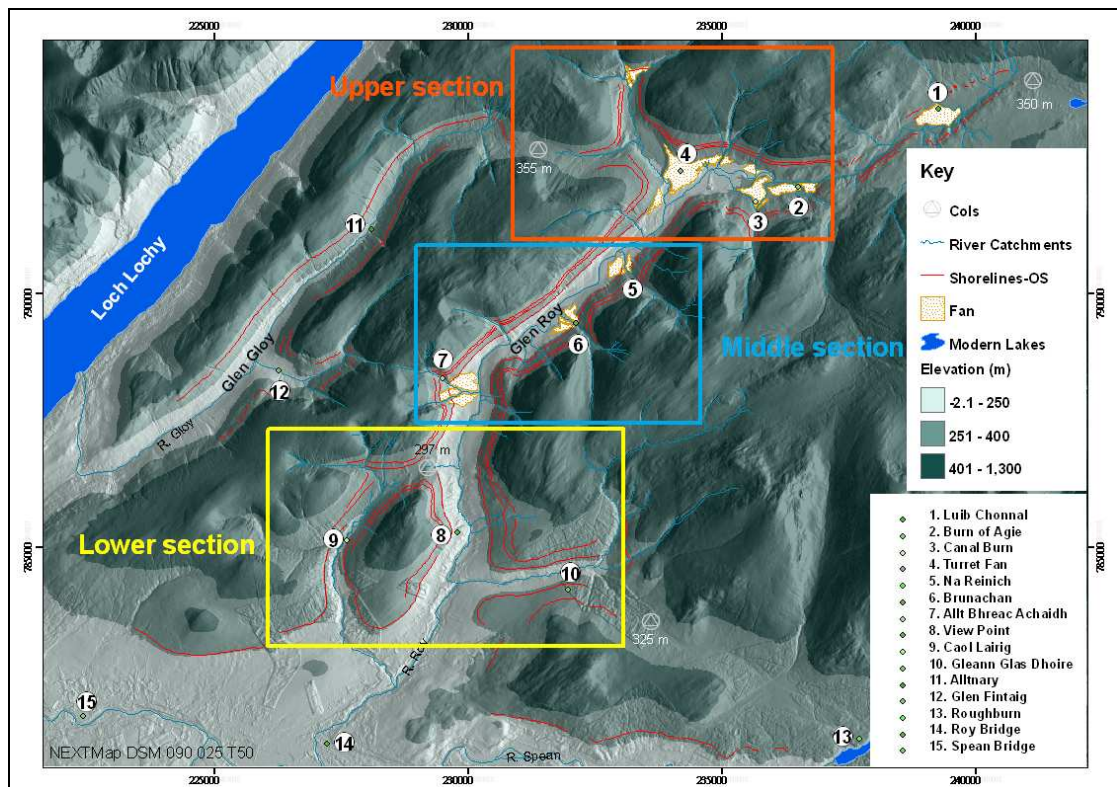 225000
230000
235000
240000
Upper section
350 m
1
355 m
4
2
3
11
Loch Lochy
790000
790000
Glen Gloy
Glen Roy
5
6
Middle section
7
12
R. Gloy
297 m
Lower section
9
8
785000
785000
10
325 m
R. Roy
15
14
13
R. Spean
NEXTMap DSM 090 025 T50
225000
230000
235000
240000
Key
Cols
River Catchments
Shorelines-OS
Fan
Modern Lakes
Elevation (m)
-2.1 - 250
251 - 400
401 - 1,300
1. Luib Chonnal
2. Burn of Agie
3. Canal Burn
4. Turret Fan
5. Na Reinich
6. Brunachan
7. Allt Bhreac Achaidh
8. View Point
9. Caol Lairig
10. Gleann Glas Dhoire
11. Alltnary
12. Glen Fintaig
13. Roughburn
14. Roy Bridge
15. Spean Bridge